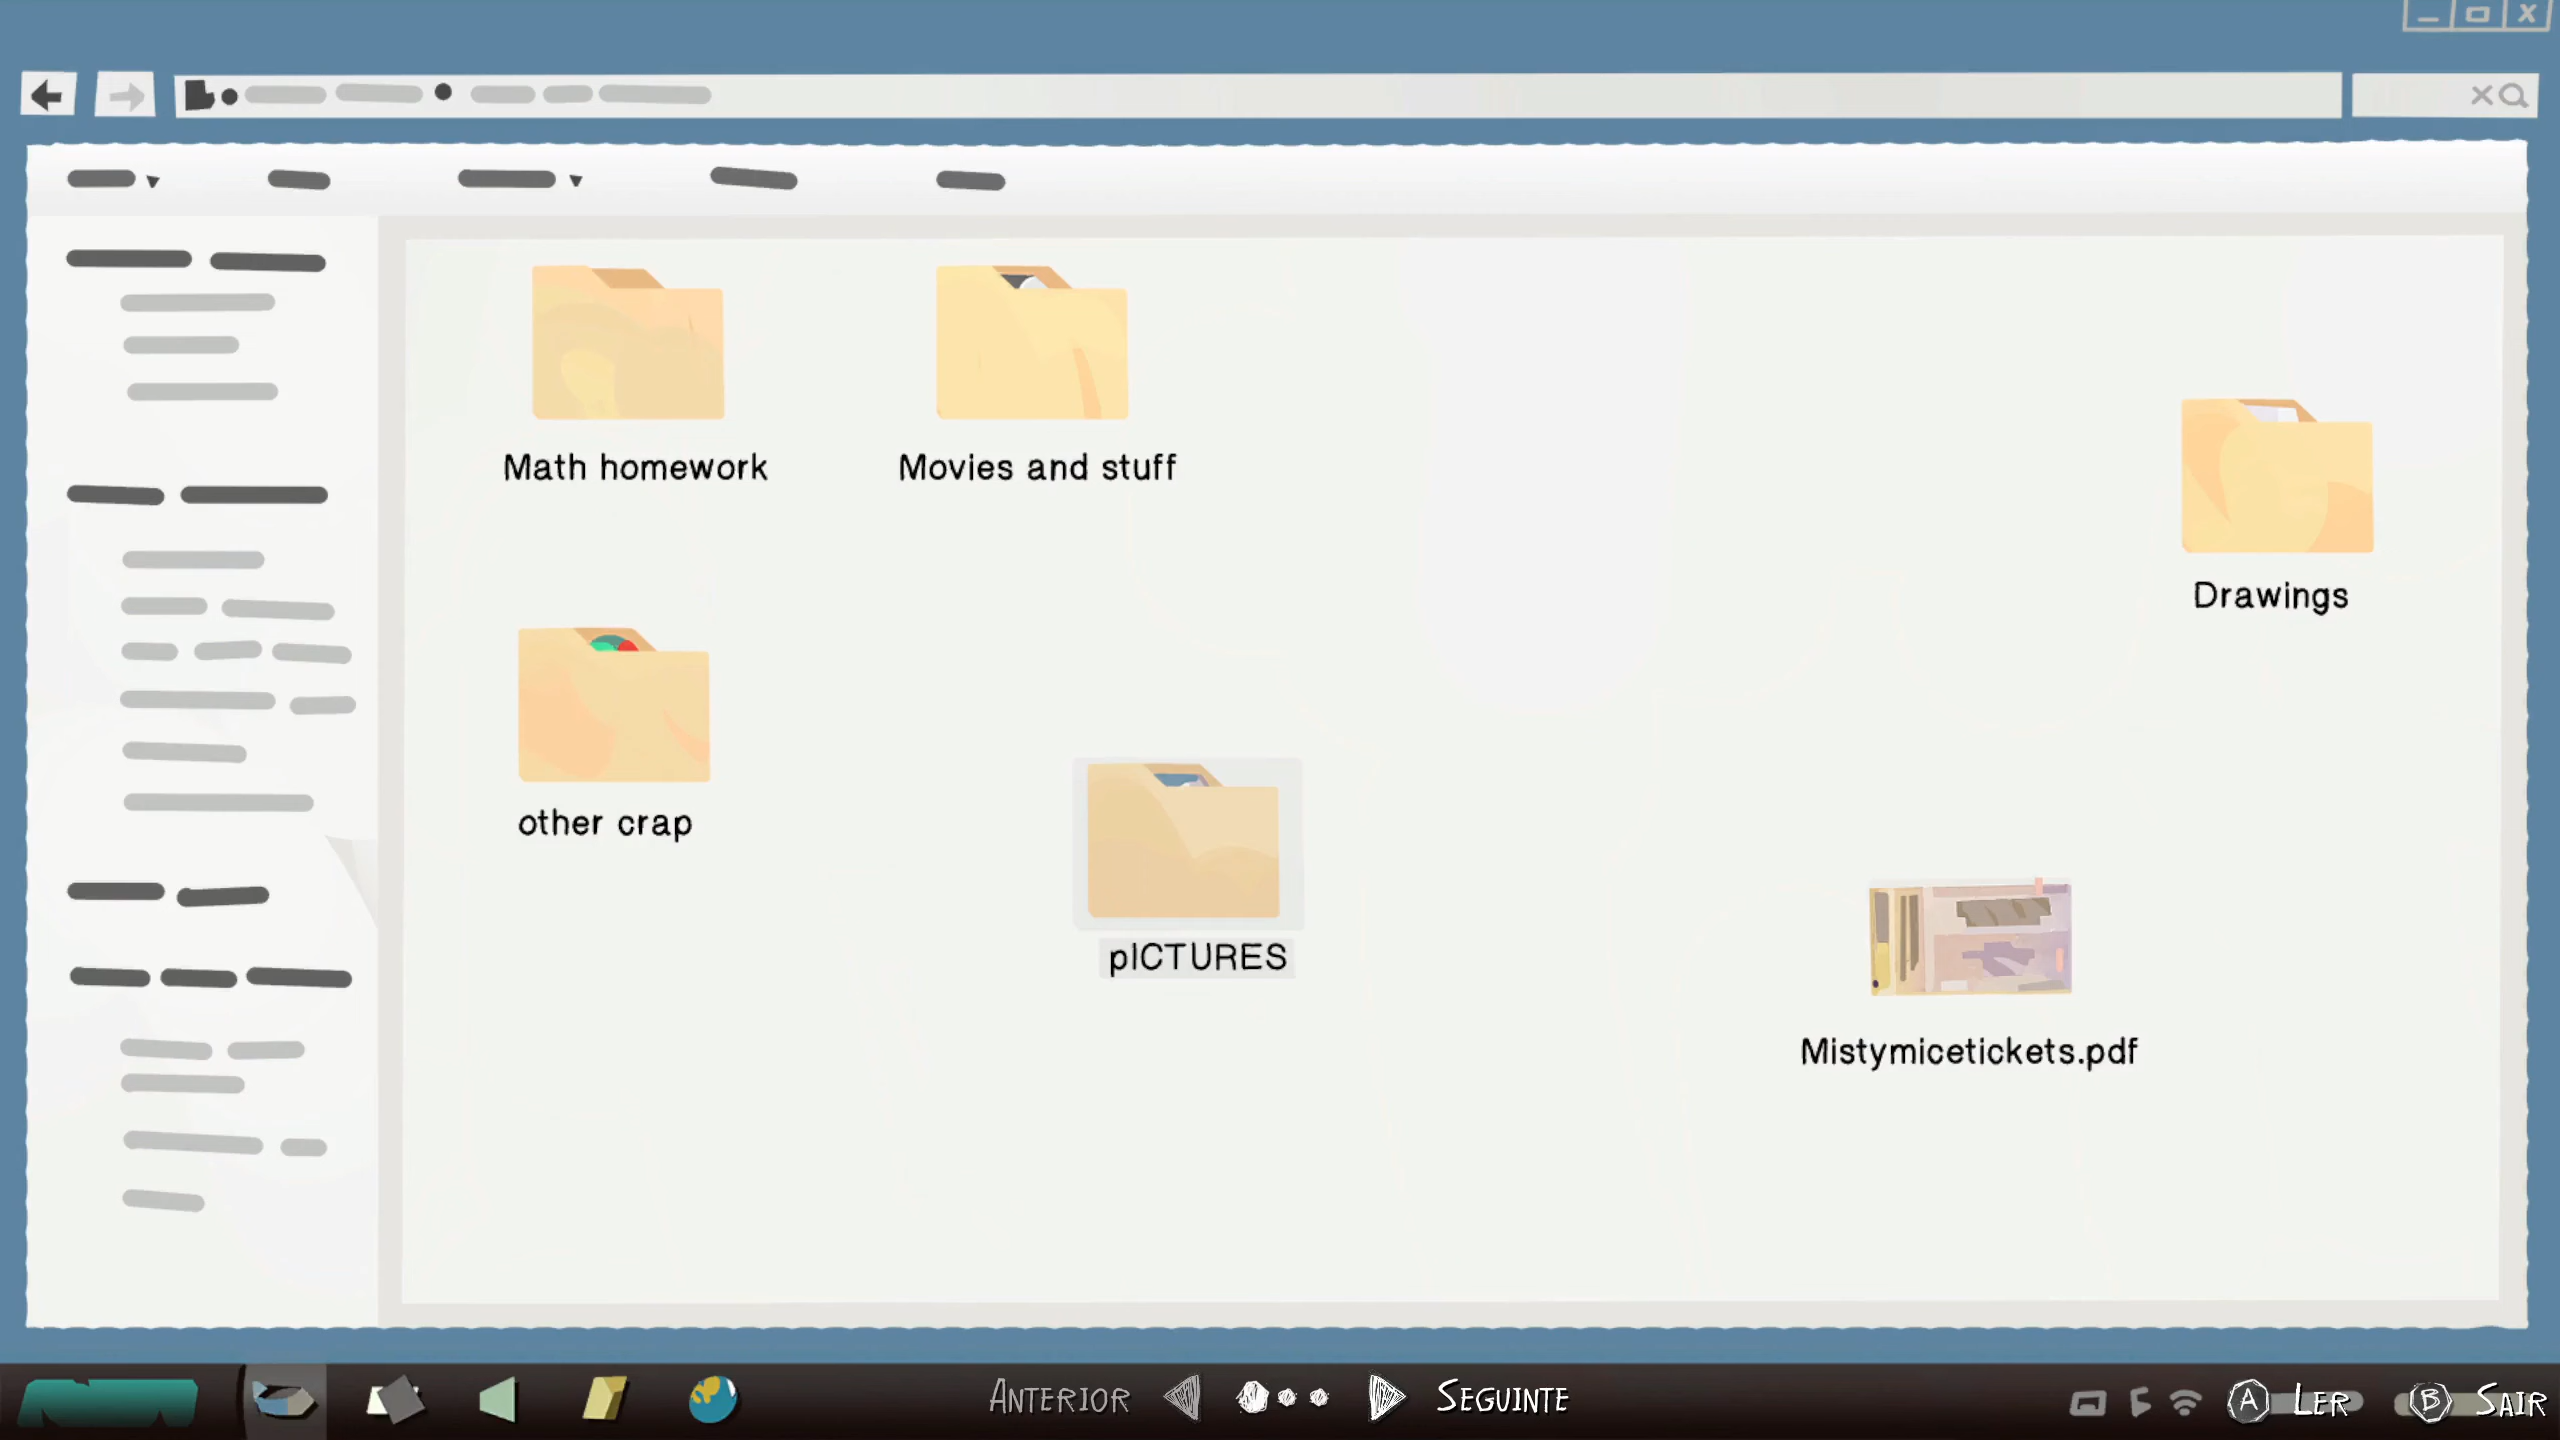 Math homework
Movies and stuff
Drawings
other crap
pICTURES
Mistymicetickets.pdf
ANTERIOR
SEGUINTE
A LER
B SAIR